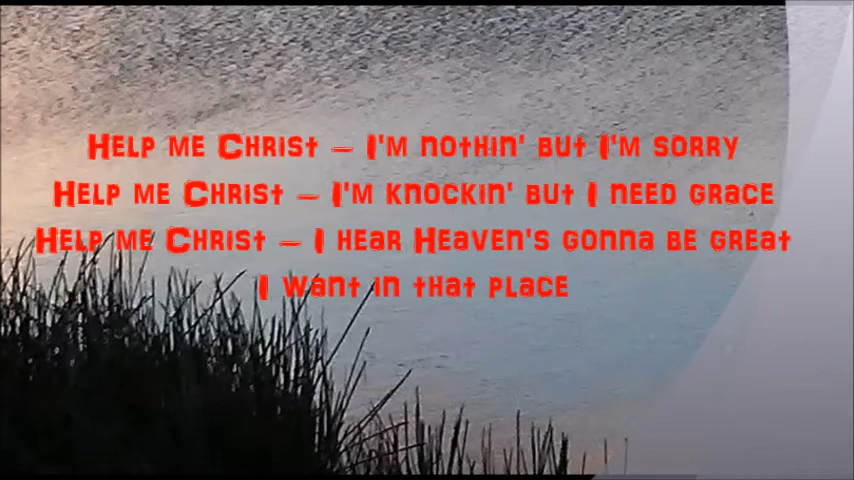 Help me Christ – I'm nothin' but I'm sorry
Help me Christ – I'm knockin' but I need grace
Help me Christ – I hear Heaven's gonna be great
I want in that place